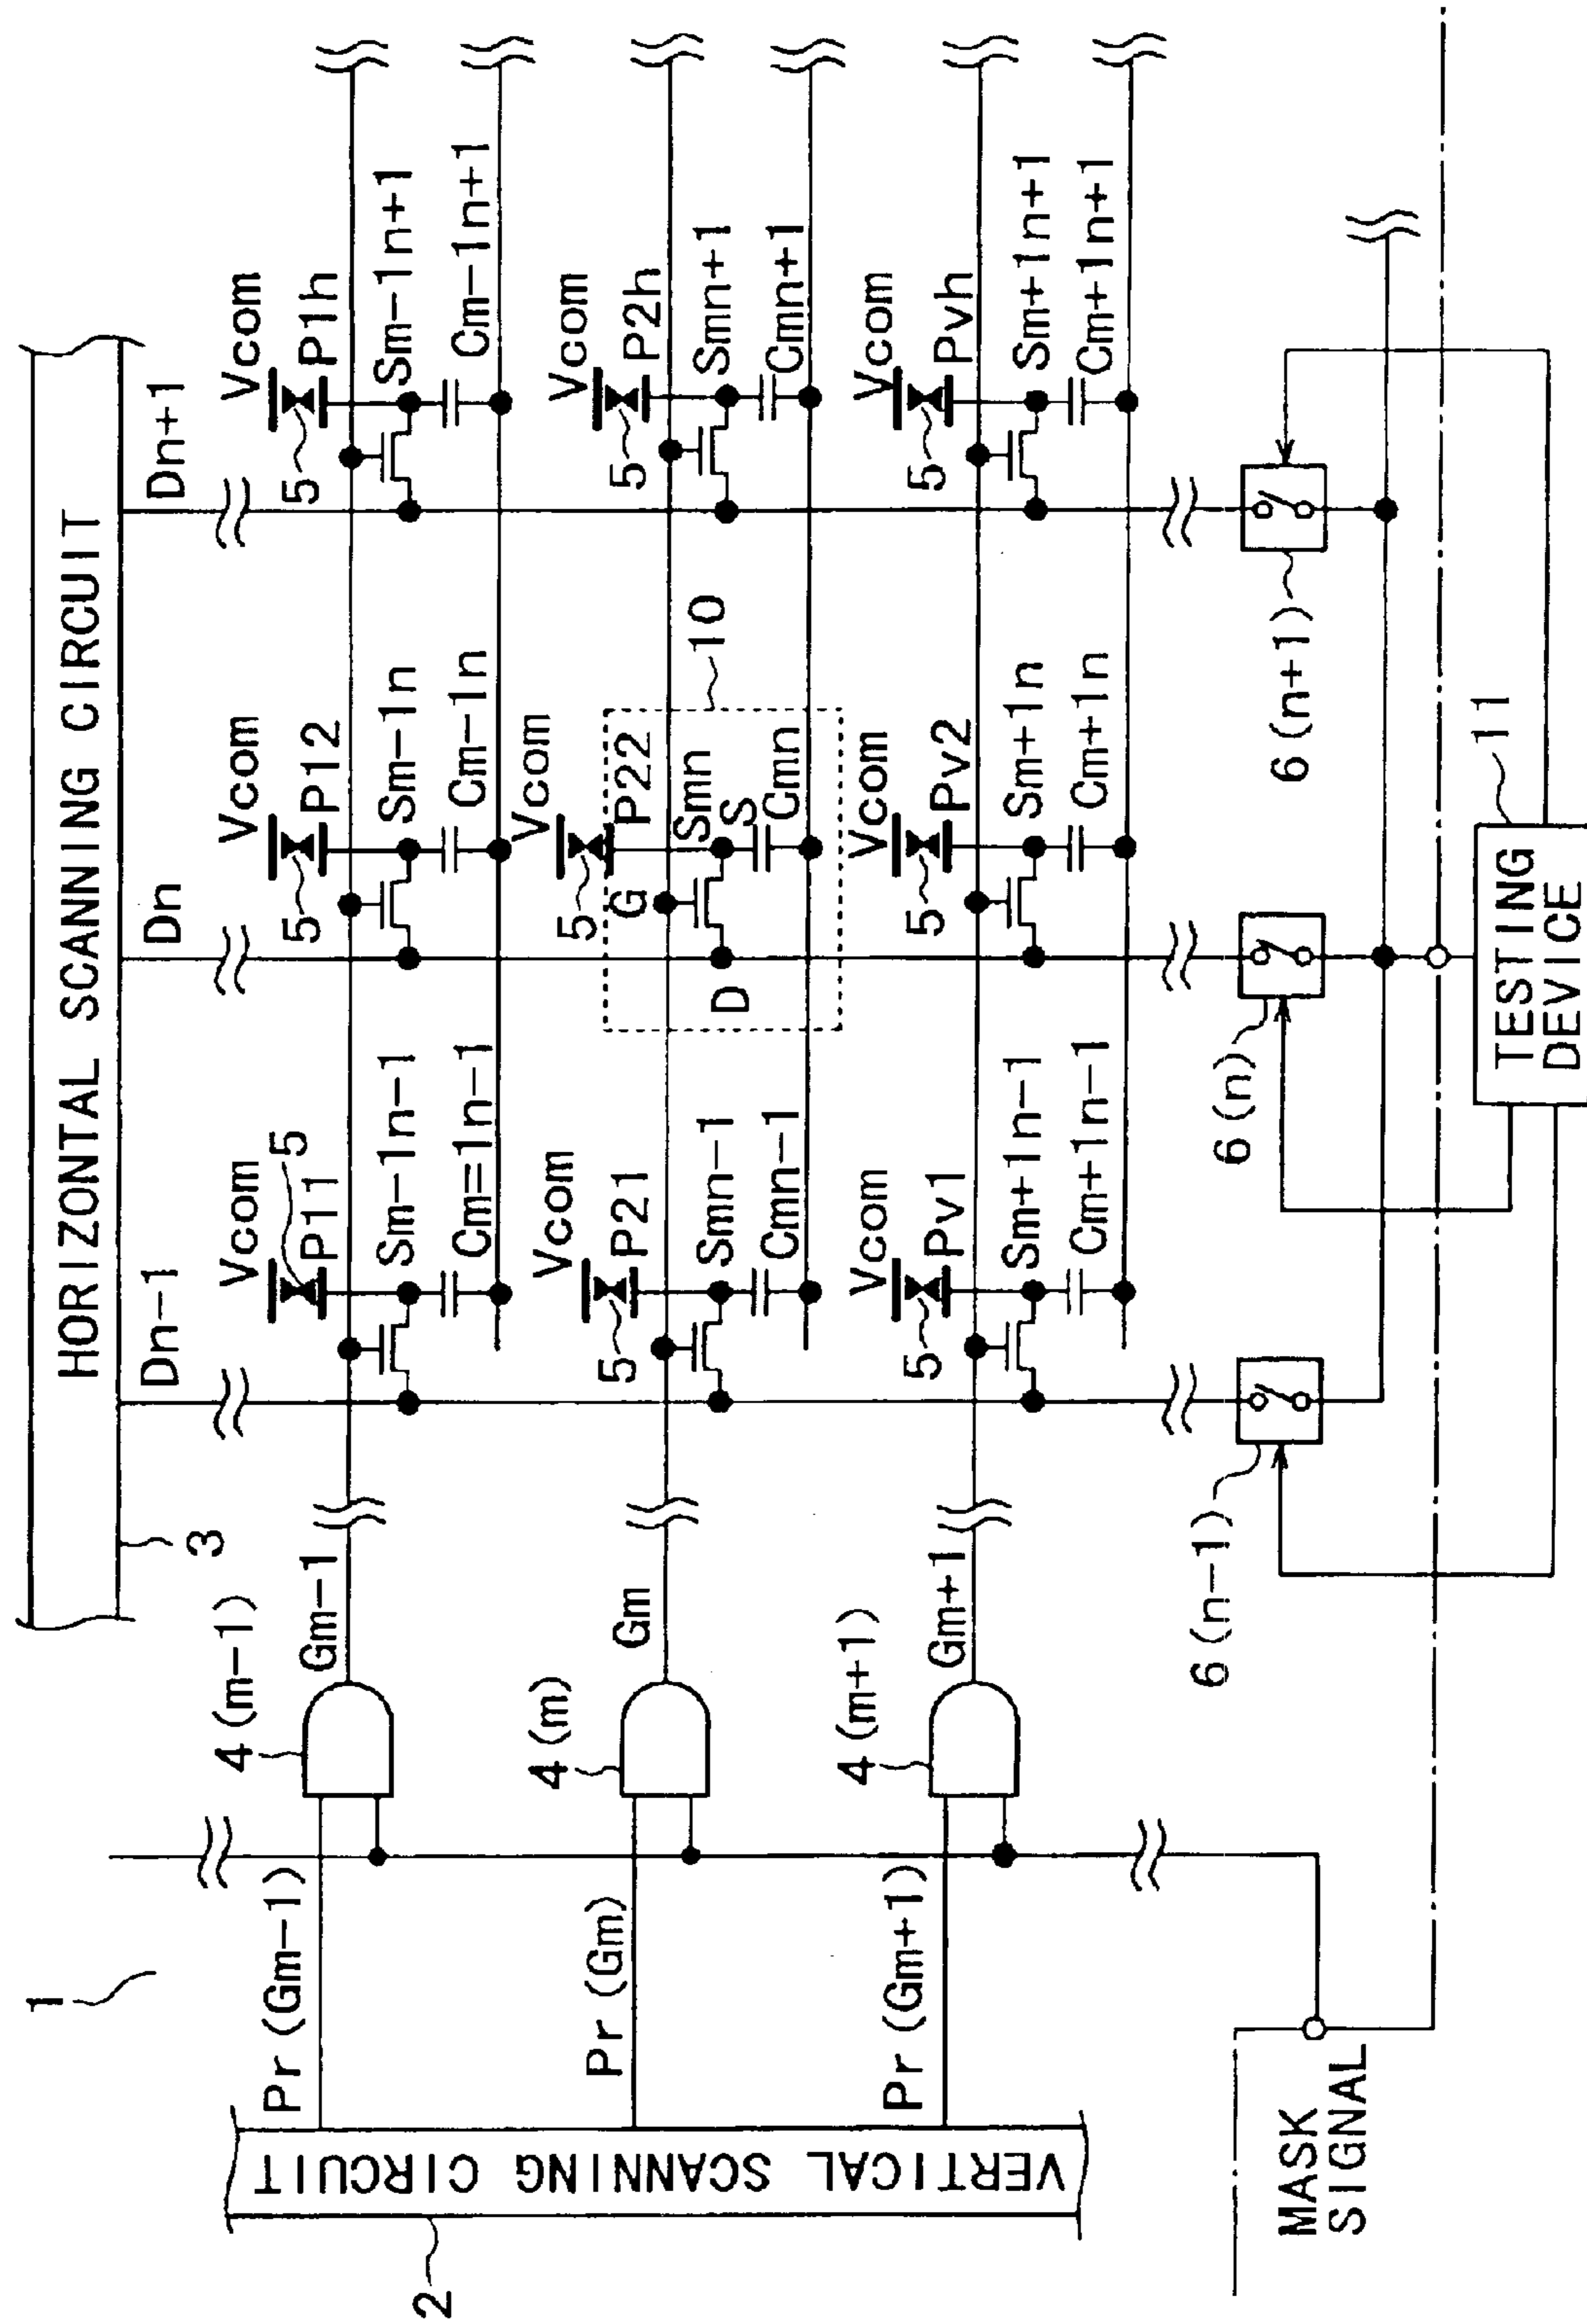 1
HORIZONTAL SCANNING CIRCUIT
3
Dn-1
Dn
Dn+1
2
VERTICAL SCANNING CIRCUIT
Pr(Gm-1)
4(m-1)
Gm-1
Vcom
5
P11
Sm-1n-1
Cm=1n-1
Vcom
5
P12
Sm-1n
Cm-1n
Vcom
5
P1h
Sm-1n+1
Cm-1n+1
Pr(Gm)
4(m)
Gm
Vcom
5
P21
Smn-1
Cmn-1
Vcom
5
P22
G
D
Smn
S
Cmn
10
Vcom
5
P2h
Smn+1
Cmn+1
Pr(Gm+1)
4(m+1)
Gm+1
Vcom
5
Pv1
Sm+1n-1
Cm+1n-1
Vcom
5
Pv2
Sm+1n
Cm+1n
Vcom
5
Pvh
Sm+1n+1
Cm+1n+1
6(n-1)
6(n)
6(n+1)
MASK
SIGNAL
11
TESTING
DEVICE